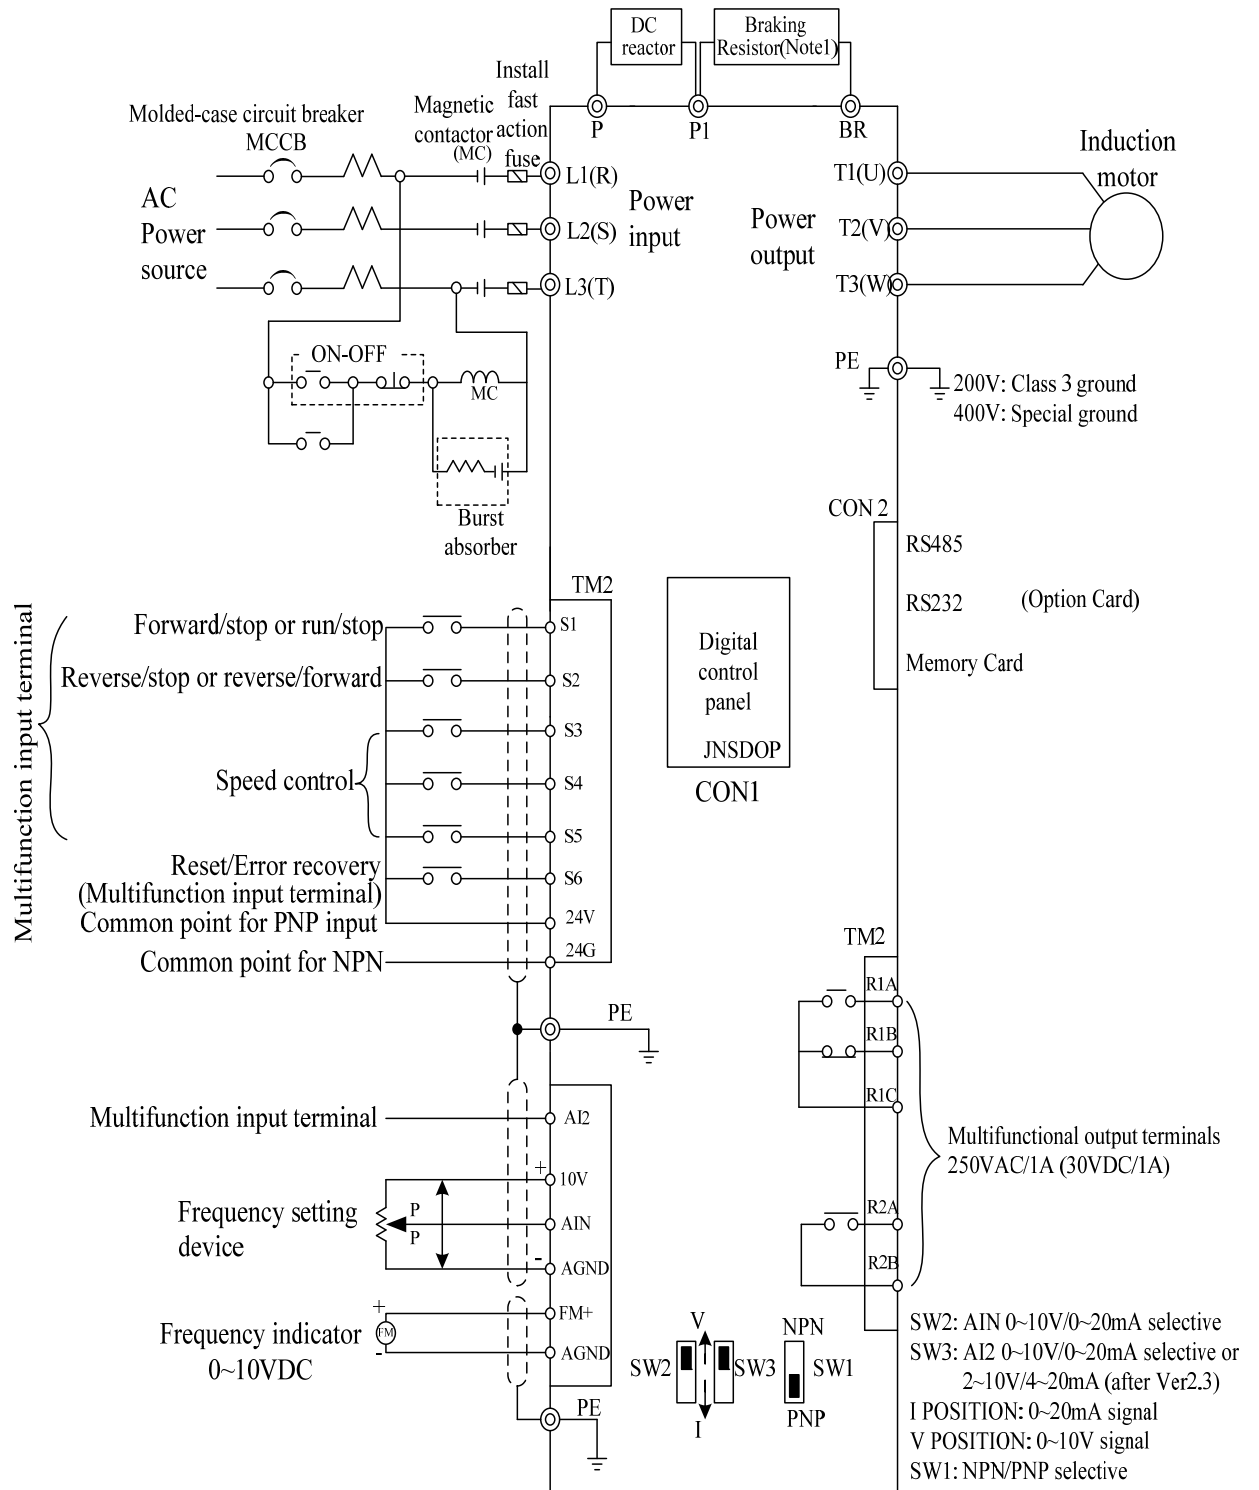 DC
reactor
Braking
Resistor(Note1)
Install
fast
action
fuse
Magnetic
contactor
(MC)
Molded-case circuit breaker
MCCB
P
P1
BR
AC
Power
source
L1(R)
L2(S)
L3(T)
Power
input
Power
output
T1(U)
T2(V)
T3(W)
Induction
motor
PE
200V: Class 3 ground
400V: Special ground
ON-OFF
MC
Burst
absorber
CON 2
RS485
RS232
(Option Card)
Memory Card
TM2
Multifunction input terminal
Forward/stop or run/stop
S1
Reverse/stop or reverse/forward
S2
S3
Speed control
S4
S5
Reset/Error recovery
(Multifunction input terminal)
S6
Common point for PNP input
24V
Common point for NPN
24G
Digital
control
panel
JNSDOP
CON1
PE
TM2
R1A
R1B
R1C
R2A
R2B
Multifunctional output terminals
250VAC/1A (30VDC/1A)
Multifunction input terminal
AI2
+
10V
Frequency setting
device
P
P
AIN
-
AGND
+
FM+
Frequency indicator
0~10VDC
FM
-
AGND
PE
V
SW2
SW3
I
NPN
SW1
PNP
SW2: AIN 0~10V/0~20mA selective
SW3: AI2 0~10V/0~20mA selective or
2~10V/4~20mA (after Ver2.3)
I POSITION: 0~20mA signal
V POSITION: 0~10V signal
SW1: NPN/PNP selective